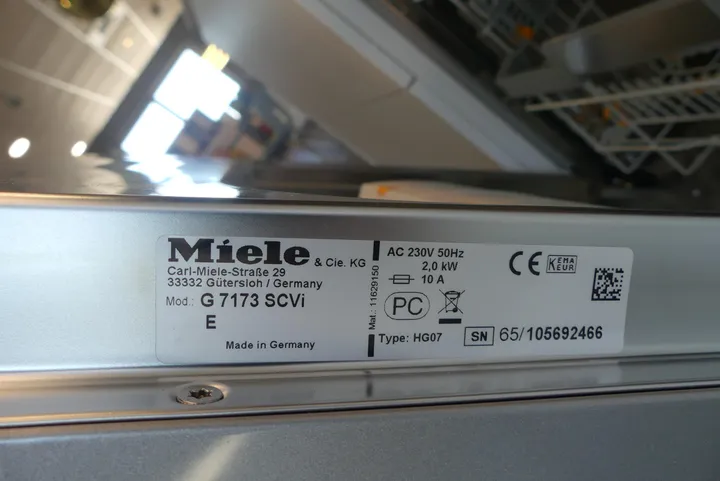 Miele & Cie. KG
Carl-Miele-Straße 29
33332 Gütersloh / Germany
Mod.: G 7173 SCVi
E
Made in Germany
Mat.: 11629150
AC 230V 50Hz
2,0 kW
10 A
PC
Type: HG07
CE KEMA
KEUR
SN 65/105692466